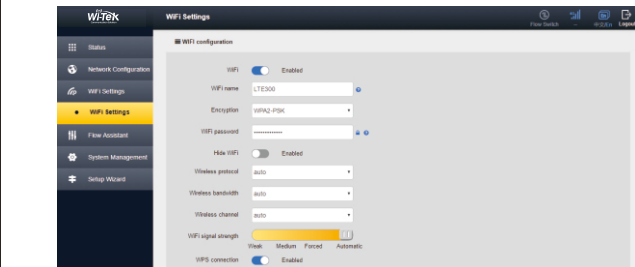 Wi-Tek
WiFi Settings
Flow Switch
Logout
Status
Network Configuration
WiFi Settings
WiFi Settings
Flow Assistant
System Management
Setup Wizard
WIFI configuration
WIFI
Enabled
WiFi name
LTE300
Encryption
WPA2-PSK
WiFi password
-------------
Hide WiFi
Enabled
Wireless protocol
auto
Wireless bandwidth
auto
Wireless channel
auto
WiFi signal strength
Weak Medium Forced Automatic
WPS connection
Enabled